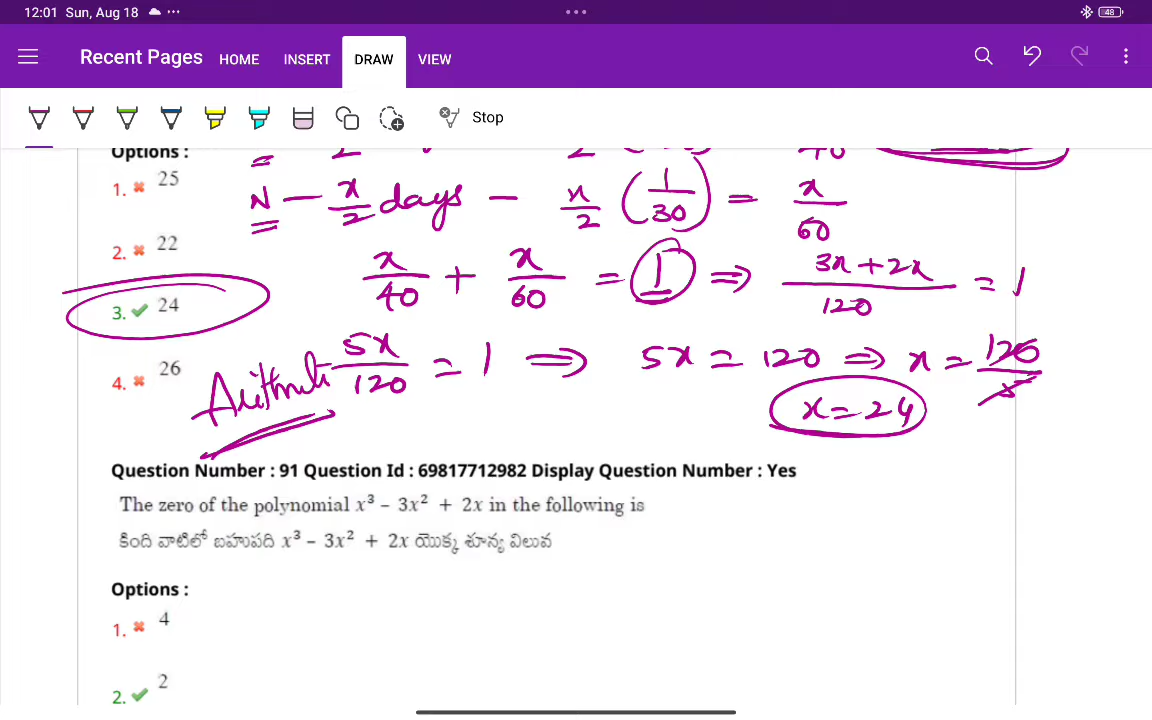 12:01 Sun, Aug 18
48
Recent Pages HOME INSERT DRAW VIEW
Stop
Options :
1. 25
N — x/2 days – x/2 (1/30) = x/60
2. 22
x/40 + x/60 = 1 ⇒ (3x+2x)/120 = 1
3. 24
5x/120 = 1 ⇒ 5x = 120 ⇒ x = 120/5
4. 26
x = 24
Question Number : 91 Question Id : 69817712982 Display Question Number : Yes
The zero of the polynomial x³ – 3x² + 2x in the following is
కింది వాటిలో బహుపది x³ – 3x² + 2x యొక్క శూన్య విలువ
Options :
1. 4
2. 2